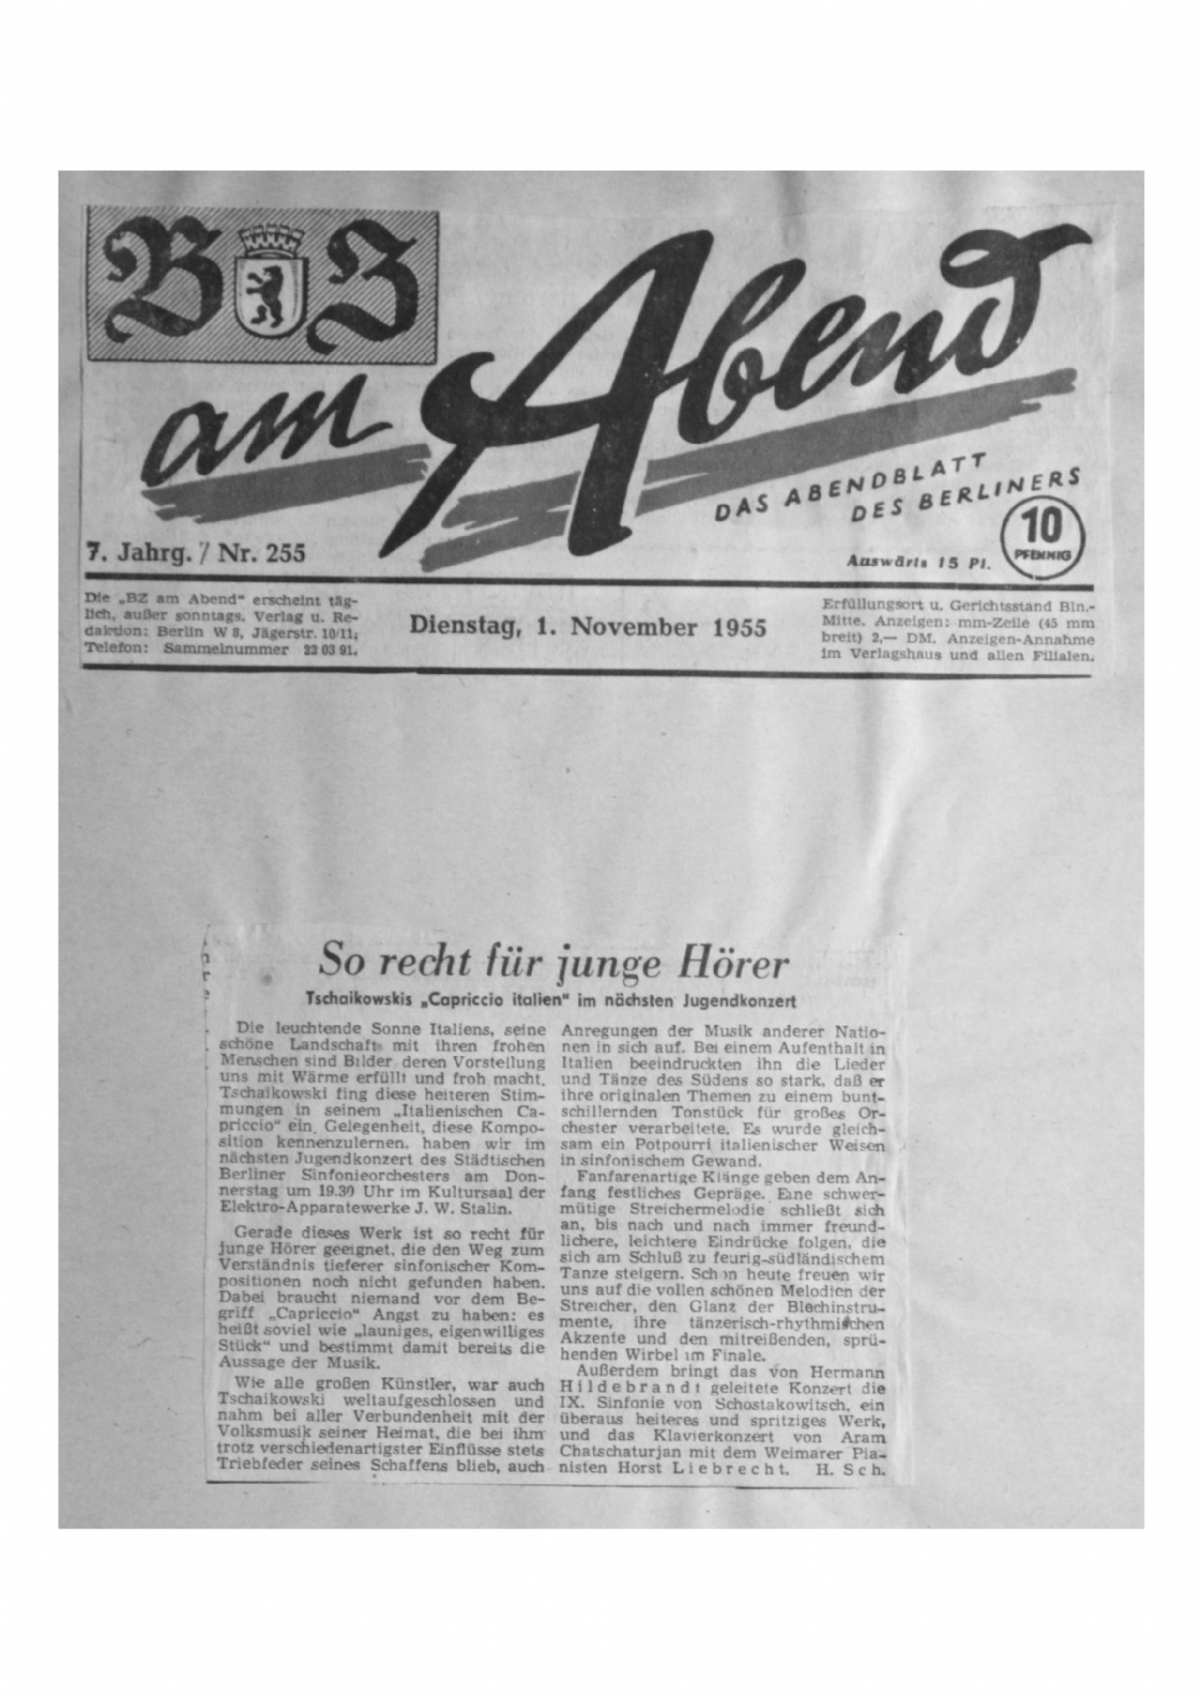 BZ
am Abend
DAS ABENDBLATT
DES BERLINERS
10
PFENNIG
7. Jahrg. / Nr. 255
Auswärts 15 Pf.
Die „BZ am Abend“ erscheint täg-
lich, außer sonntags. Verlag u. Re-
daktion: Berlin W 8, Jägerstr. 10/11,
Telefon: Sammelnummer 22 03 91.
Dienstag, 1. November 1955
Erfüllungsort u. Gerichtsstand Bln.-
Mitte. Anzeigen: mm-Zeile (45 mm
breit) 2,— DM. Anzeigen-Annahme
im Verlagshaus und allen Filialen.
So recht für junge Hörer
Tschaikowskis „Capriccio italien“ im nächsten Jugendkonzert
Die leuchtende Sonne Italiens, seine
schöne Landschaft mit ihren frohen
Menschen sind Bilder, deren Vorstellung
uns mit Wärme erfüllt und froh macht.
Tschaikowski fing diese heiteren Stim-
mungen in seinem „Italienischen Ca-
priccio“ ein. Gelegenheit, diese Kompo-
sition kennenzulernen, haben wir im
nächsten Jugendkonzert des Städtischen
Berliner Sinfonieorchesters am Don-
nerstag um 19.30 Uhr im Kultursaal der
Elektro-Apparatewerke J. W. Stalin.
Gerade dieses Werk ist so recht für
junge Hörer geeignet, die den Weg zum
Verständnis tieferer sinfonischer Kom-
positionen noch nicht gefunden haben.
Dabei braucht niemand vor dem Be-
griff „Capriccio“ Angst zu haben: es
heißt soviel wie „launiges, eigenwilliges
Stück“ und bestimmt damit bereits die
Aussage der Musik.
Wie alle großen Künstler, war auch
Tschaikowski weltaufgeschlossen und
nahm bei aller Verbundenheit mit der
Volksmusik seiner Heimat, die bei ihm
trotz verschiedenartigster Einflüsse stets
Triebfeder seines Schaffens blieb, auch
Anregungen der Musik anderer Natio-
nen in sich auf. Bei einem Aufenthalt in
Italien beeindruckten ihn die Lieder
und Tänze des Südens so stark, daß er
ihre originalen Themen zu einem bunt-
schillernden Tonstück für großes Or-
chester verarbeitete. Es wurde gleich-
sam ein Potpourri italienischer Weisen
in sinfonischem Gewand.
Fanfarenartige Klänge geben dem An-
fang festliches Gepräge. Eine schwer-
mütige Streichermelodie schließt sich
an, bis nach und nach immer freund-
lichere, leichtere Eindrücke folgen, die
sich am Schluß zu feurig-südländischem
Tanze steigern. Schon heute freuen wir
uns auf die vollen schönen Melodien der
Streicher, den Glanz der Blechinstru-
mente, ihre tänzerisch-rhythmischen
Akzente und den mitreißenden, sprü-
henden Wirbel im Finale.
Außerdem bringt das von Hermann
Hildebrandt geleitete Konzert die
IX. Sinfonie von Schostakowitsch, ein
überaus heiteres und spritziges Werk,
und das Klavierkonzert von Aram
Chatschaturjan mit dem Weimarer Pia-
nisten Horst Liebrecht. H. Sch.